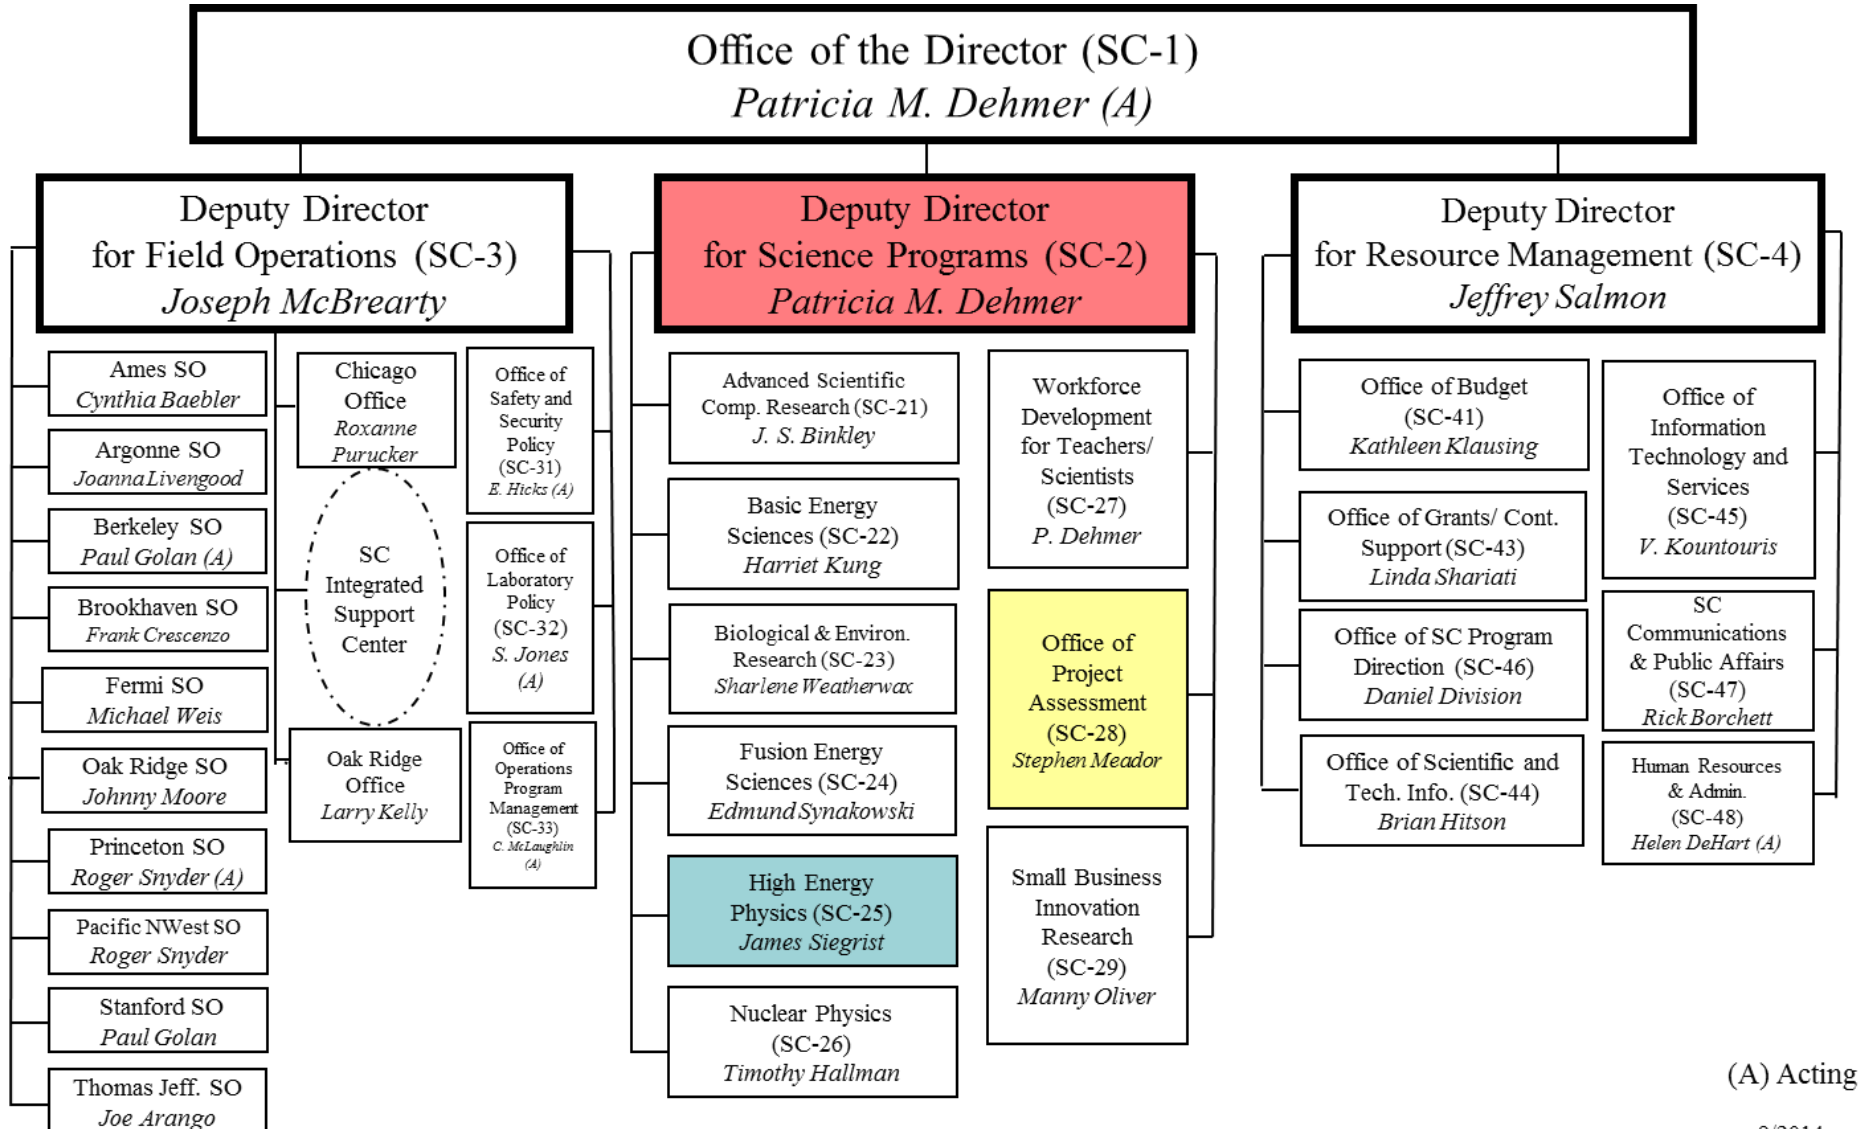 Office of the Director (SC-1)
Patricia M. Dehmer (A)
Deputy Director
for Field Operations (SC-3)
Joseph McBrearty
Ames SO
Cynthia Baebler
Argonne SO
Joanna Livengood
Berkeley SO
Paul Golan (A)
Brookhaven SO
Frank Crescenzo
Fermi SO
Michael Weis
Oak Ridge SO
Johnny Moore
Princeton SO
Roger Snyder (A)
Pacific NWest SO
Roger Snyder
Stanford SO
Paul Golan
Thomas Jeff. SO
Joe Arango
Chicago
Office
Roxanne
Purucker
SC
Integrated
Support
Center
Oak Ridge
Office
Larry Kelly
Office of
Safety and
Security
Policy
(SC-31)
E. Hicks (A)
Office of
Laboratory
Policy
(SC-32)
S. Jones
(A)
Office of
Operations
Program
Management
(SC-33)
C. McLaughlin
(A)
Deputy Director
for Science Programs (SC-2)
Patricia M. Dehmer
Advanced Scientific
Comp. Research (SC-21)
J. S. Binkley
Basic Energy
Sciences (SC-22)
Harriet Kung
Biological & Environ.
Research (SC-23)
Sharlene Weatherwax
Fusion Energy
Sciences (SC-24)
Edmund Synakowski
High Energy
Physics (SC-25)
James Siegrist
Nuclear Physics
(SC-26)
Timothy Hallman
Workforce
Development
for Teachers/
Scientists
(SC-27)
P. Dehmer
Office of
Project
Assessment
(SC-28)
Stephen Meador
Small Business
Innovation
Research
(SC-29)
Manny Oliver
Deputy Director
for Resource Management (SC-4)
Jeffrey Salmon
Office of Budget
(SC-41)
Kathleen Klausing
Office of Grants/ Cont.
Support (SC-43)
Linda Shariati
Office of SC Program
Direction (SC-46)
Daniel Division
Office of Scientific and
Tech. Info. (SC-44)
Brian Hitson
Office of
Information
Technology and
Services
(SC-45)
V. Kountouris
SC
Communications
& Public Affairs
(SC-47)
Rick Borchett
Human Resources
& Admin.
(SC-48)
Helen DeHart (A)
(A) Acting